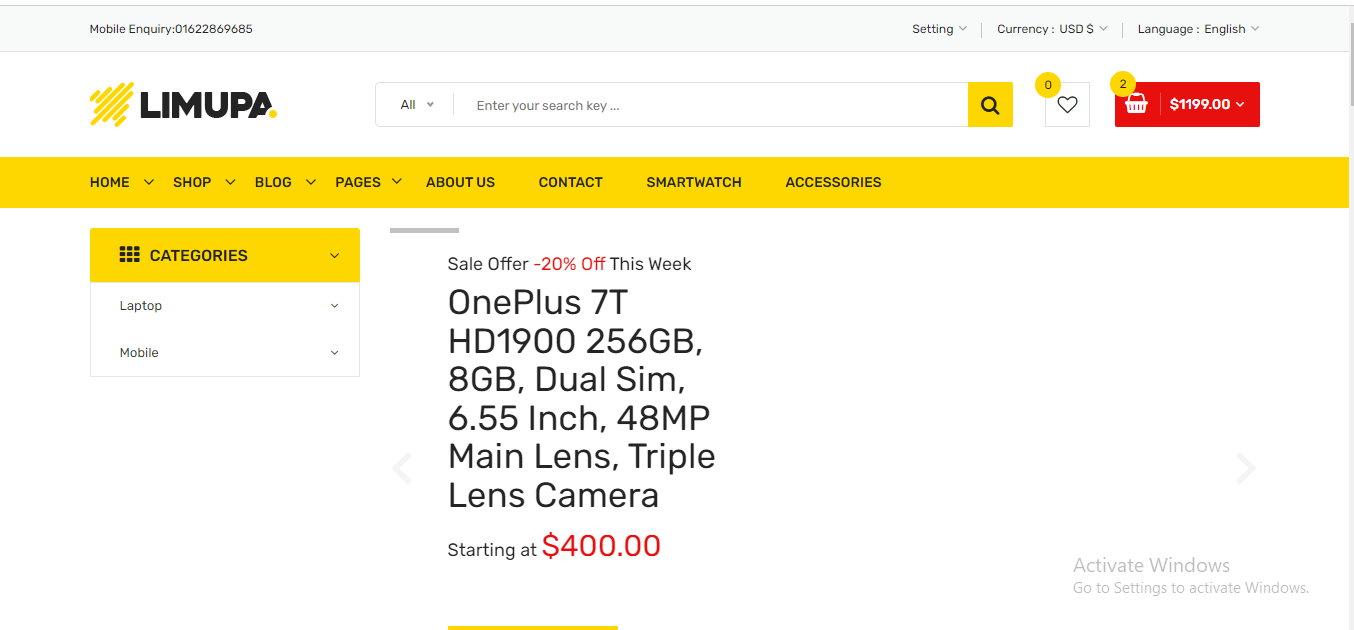 Mobile Enquiry:01622869685
Setting
Currency : USD $
Language : English
LIMUPA.
All
Enter your search key ...
0
2
$1199.00
HOME
SHOP
BLOG
PAGES
ABOUT US
CONTACT
SMARTWATCH
ACCESSORIES
CATEGORIES
Laptop
Mobile
Sale Offer -20% Off This Week
OnePlus 7T
HD1900 256GB,
8GB, Dual Sim,
6.55 Inch, 48MP
Main Lens, Triple
Lens Camera
Starting at $400.00
Activate Windows
Go to Settings to activate Windows.